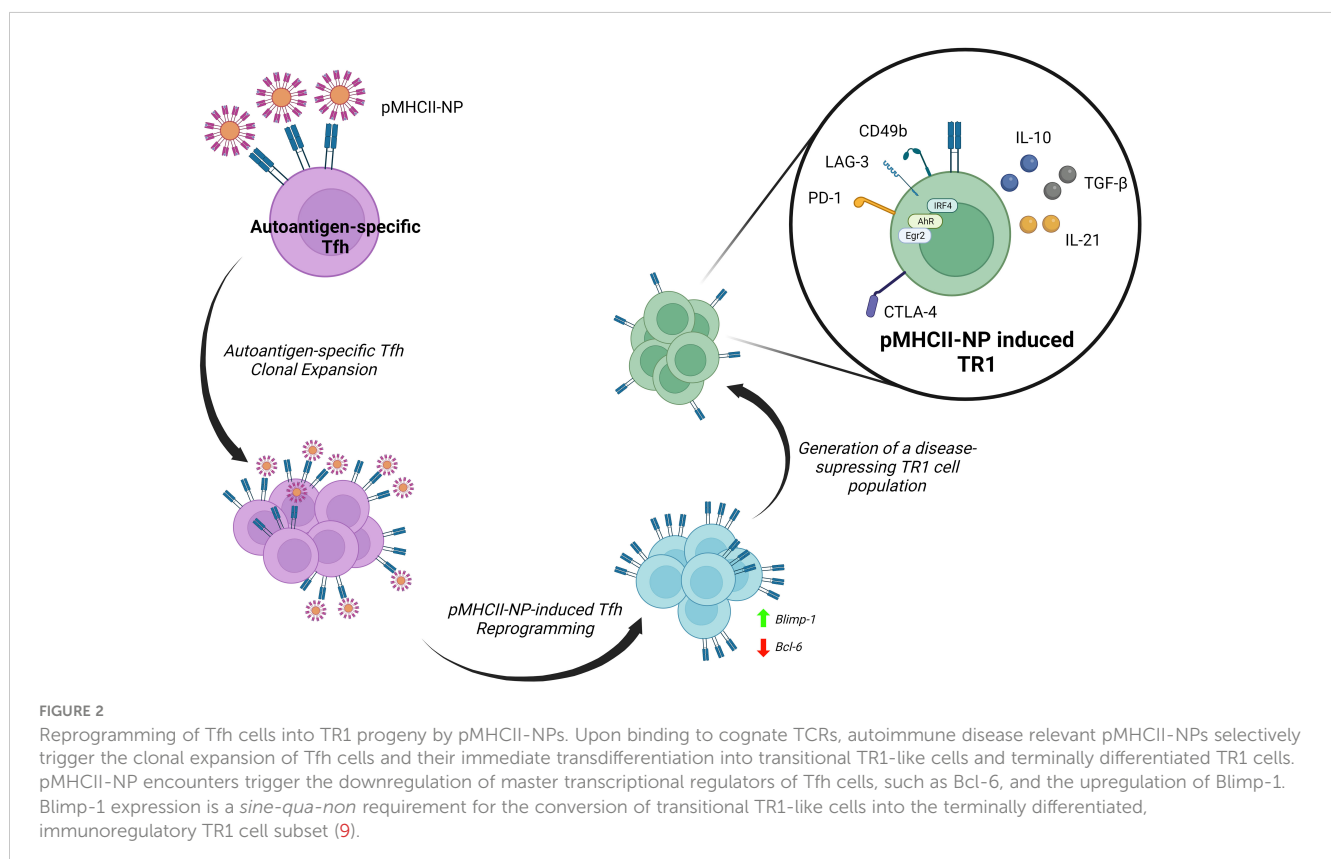 pMHCII-NP
Autoantigen-specific
Tfh
Autoantigen-specific Tfh
Clonal Expansion
pMHCII-NP-induced Tfh
Reprogramming
Blimp-1
Bcl-6
Generation of a disease-
supressing TR1 cell
population
CD49b
LAG-3
PD-1
IRF4
AhR
Egr2
CTLA-4
IL-10
TGF-β
IL-21
pMHCII-NP induced
TR1
FIGURE 2
Reprogramming of Tfh cells into TR1 progeny by pMHCII-NPs. Upon binding to cognate TCRs, autoimmune disease relevant pMHCII-NPs selectively
trigger the clonal expansion of Tfh cells and their immediate transdifferentiation into transitional TR1-like cells and terminally differentiated TR1 cells.
pMHCII-NP encounters trigger the downregulation of master transcriptional regulators of Tfh cells, such as Bcl-6, and the upregulation of Blimp-1.
Blimp-1 expression is a sine-qua-non requirement for the conversion of transitional TR1-like cells into the terminally differentiated,
immunoregulatory TR1 cell subset (9).